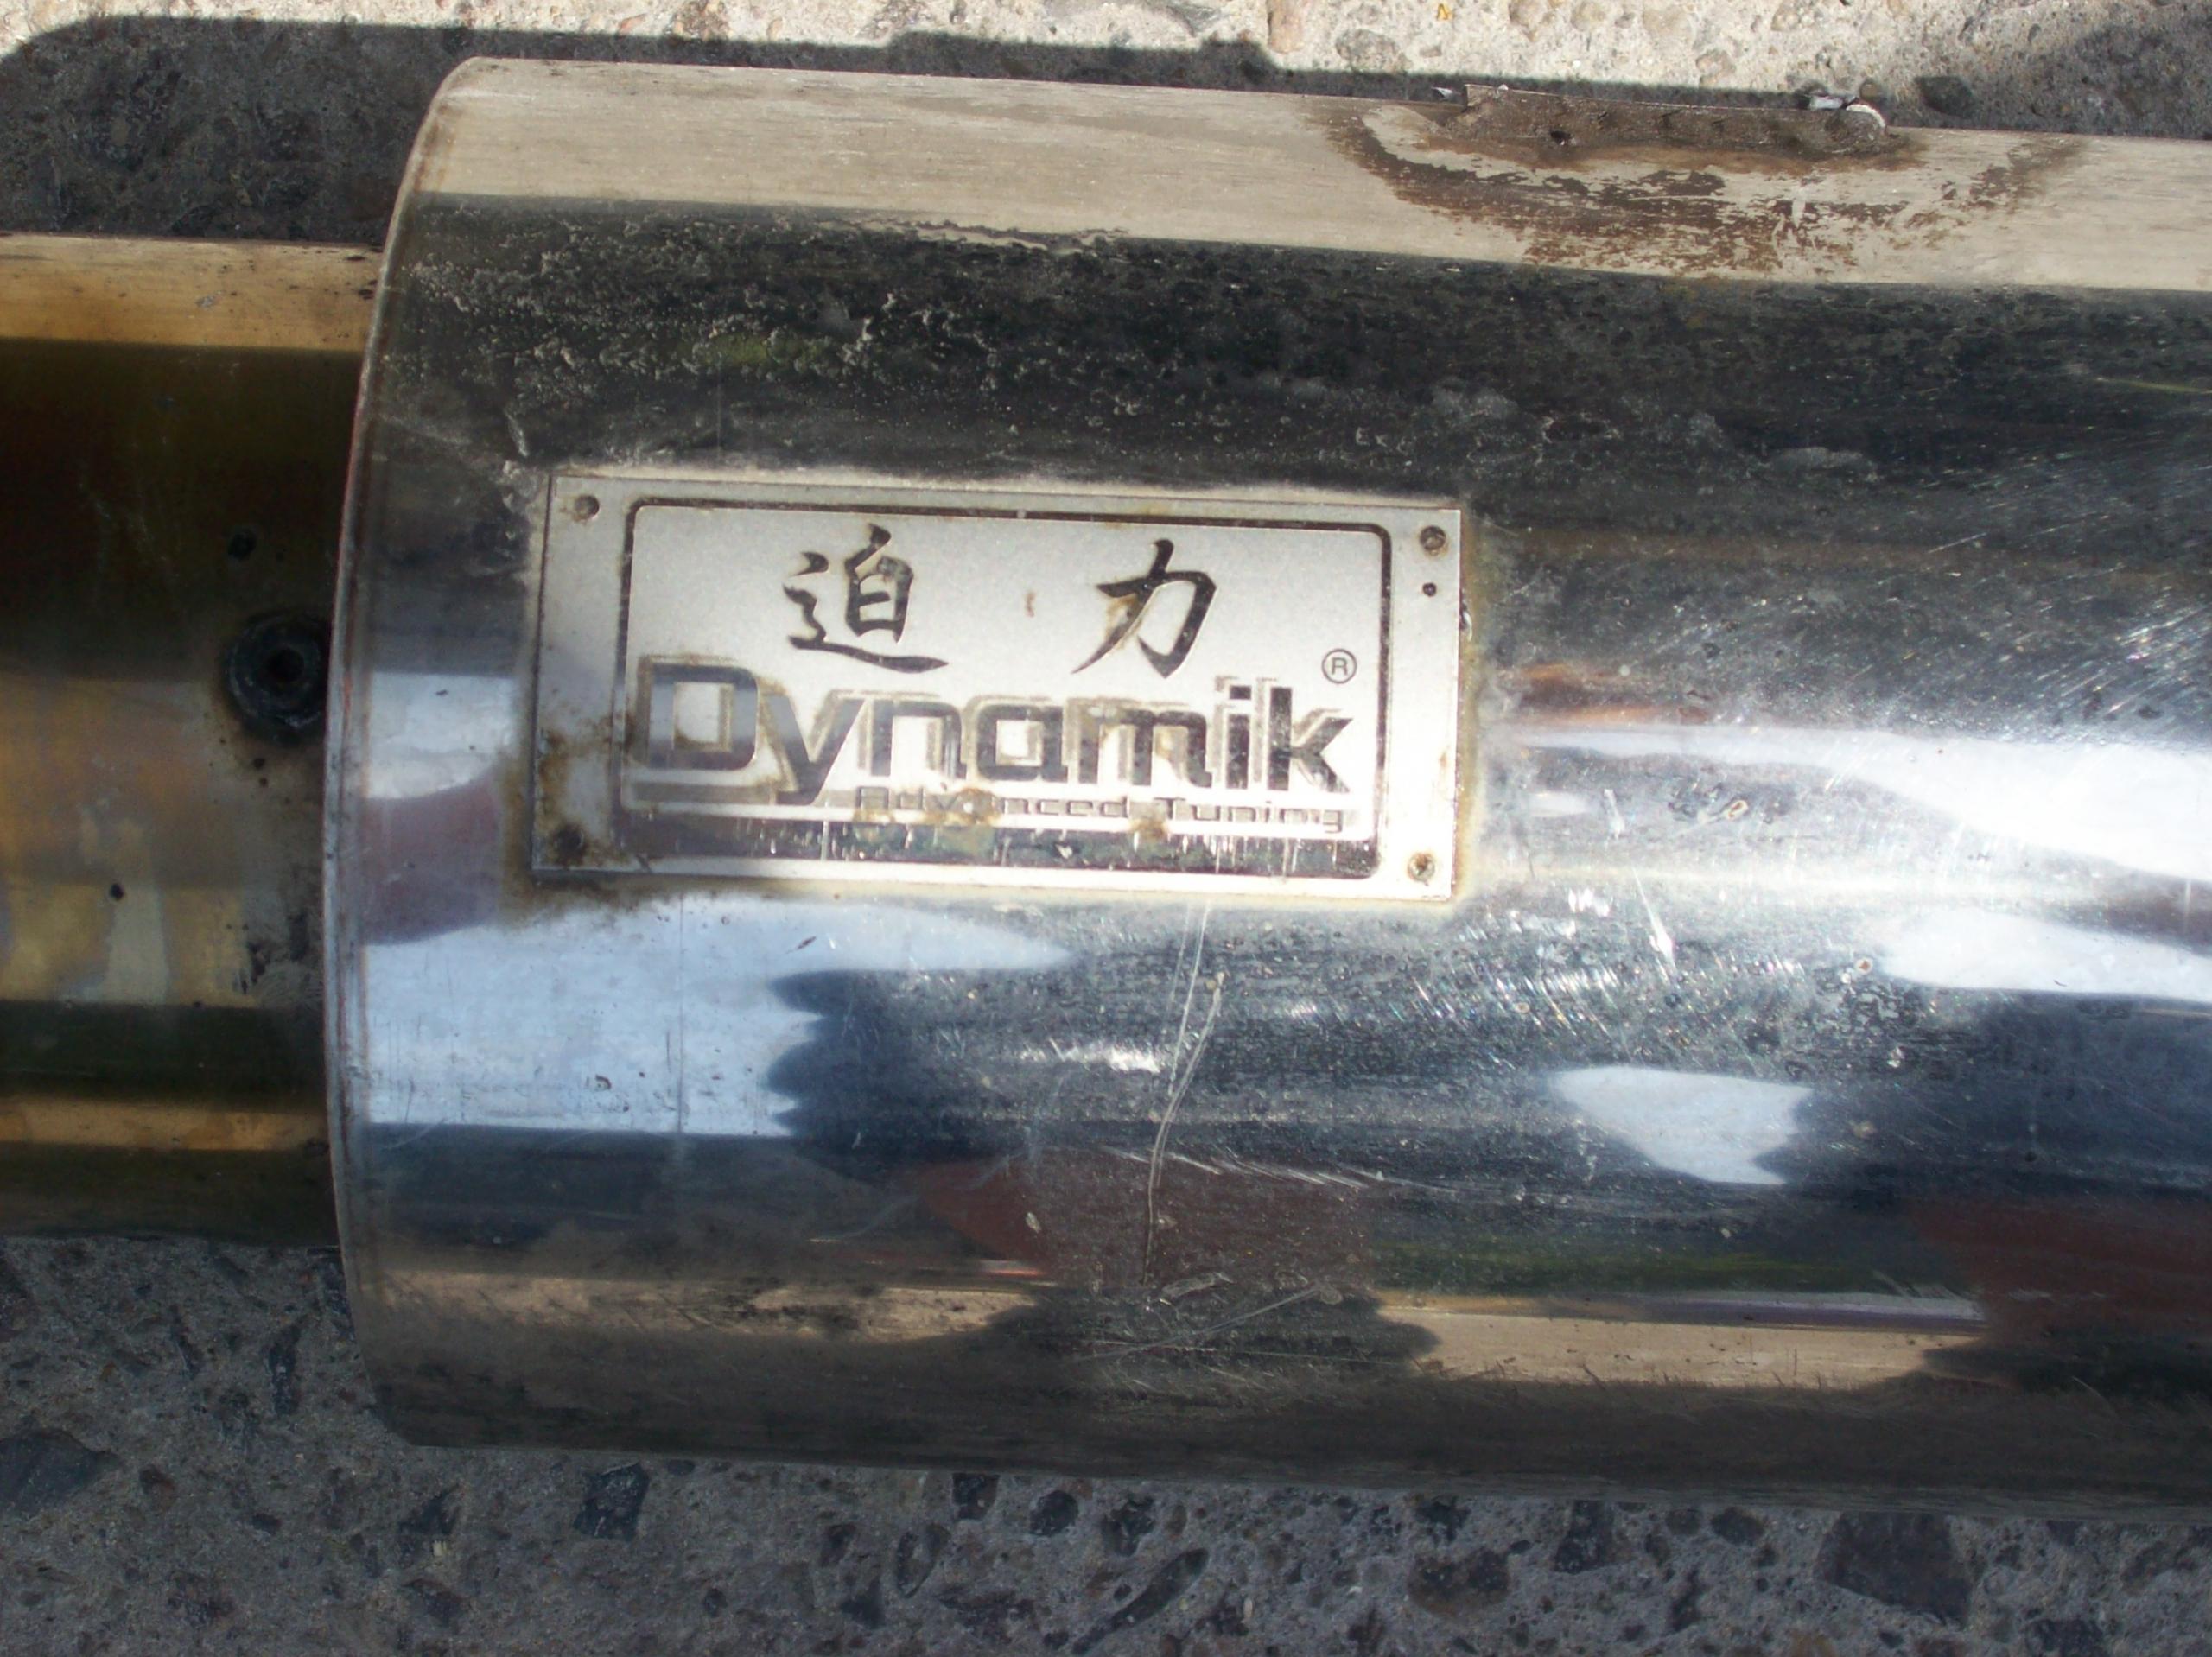 迫力
Dynamik ®
Advanced Tuning